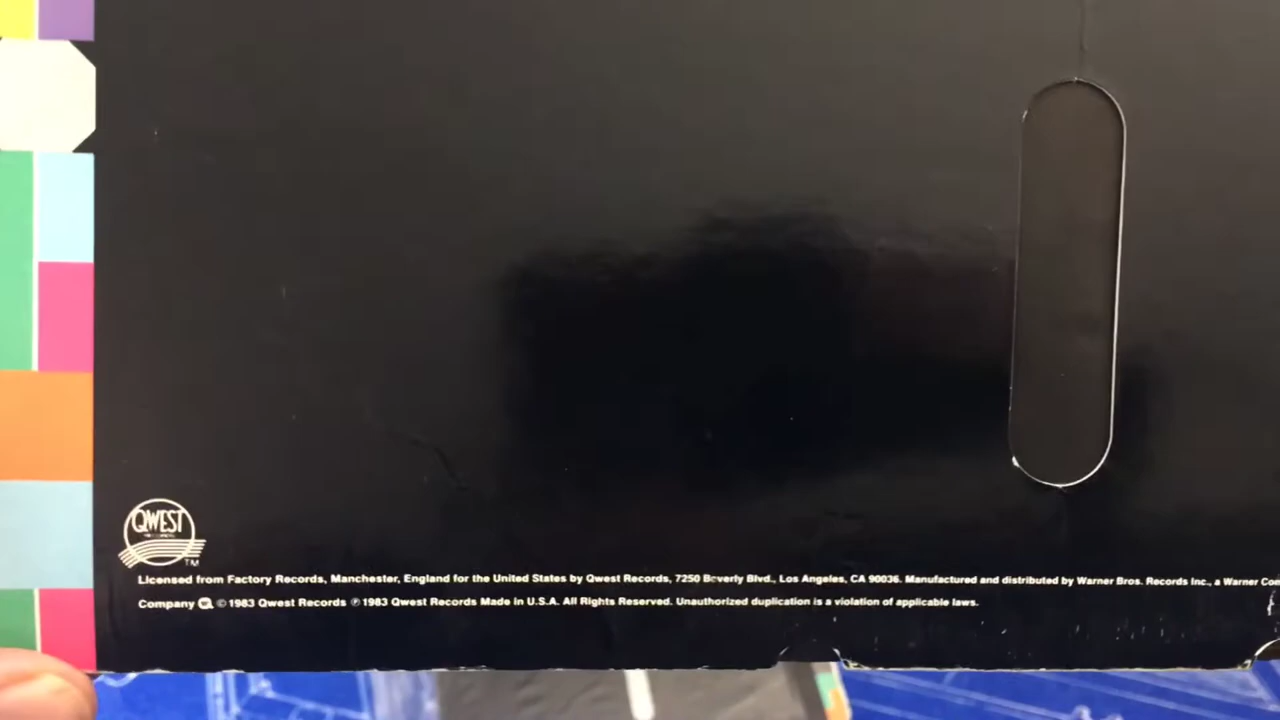 QWEST
TM
Licensed from Factory Records, Manchester, England for the United States by Qwest Records, 7250 Beverly Blvd., Los Angeles, CA 90036. Manufactured and distributed by Warner Bros. Records Inc., a Warner Com
Company ©1983 Qwest Records ℗1983 Qwest Records Made in U.S.A. All Rights Reserved. Unauthorized duplication is a violation of applicable laws.